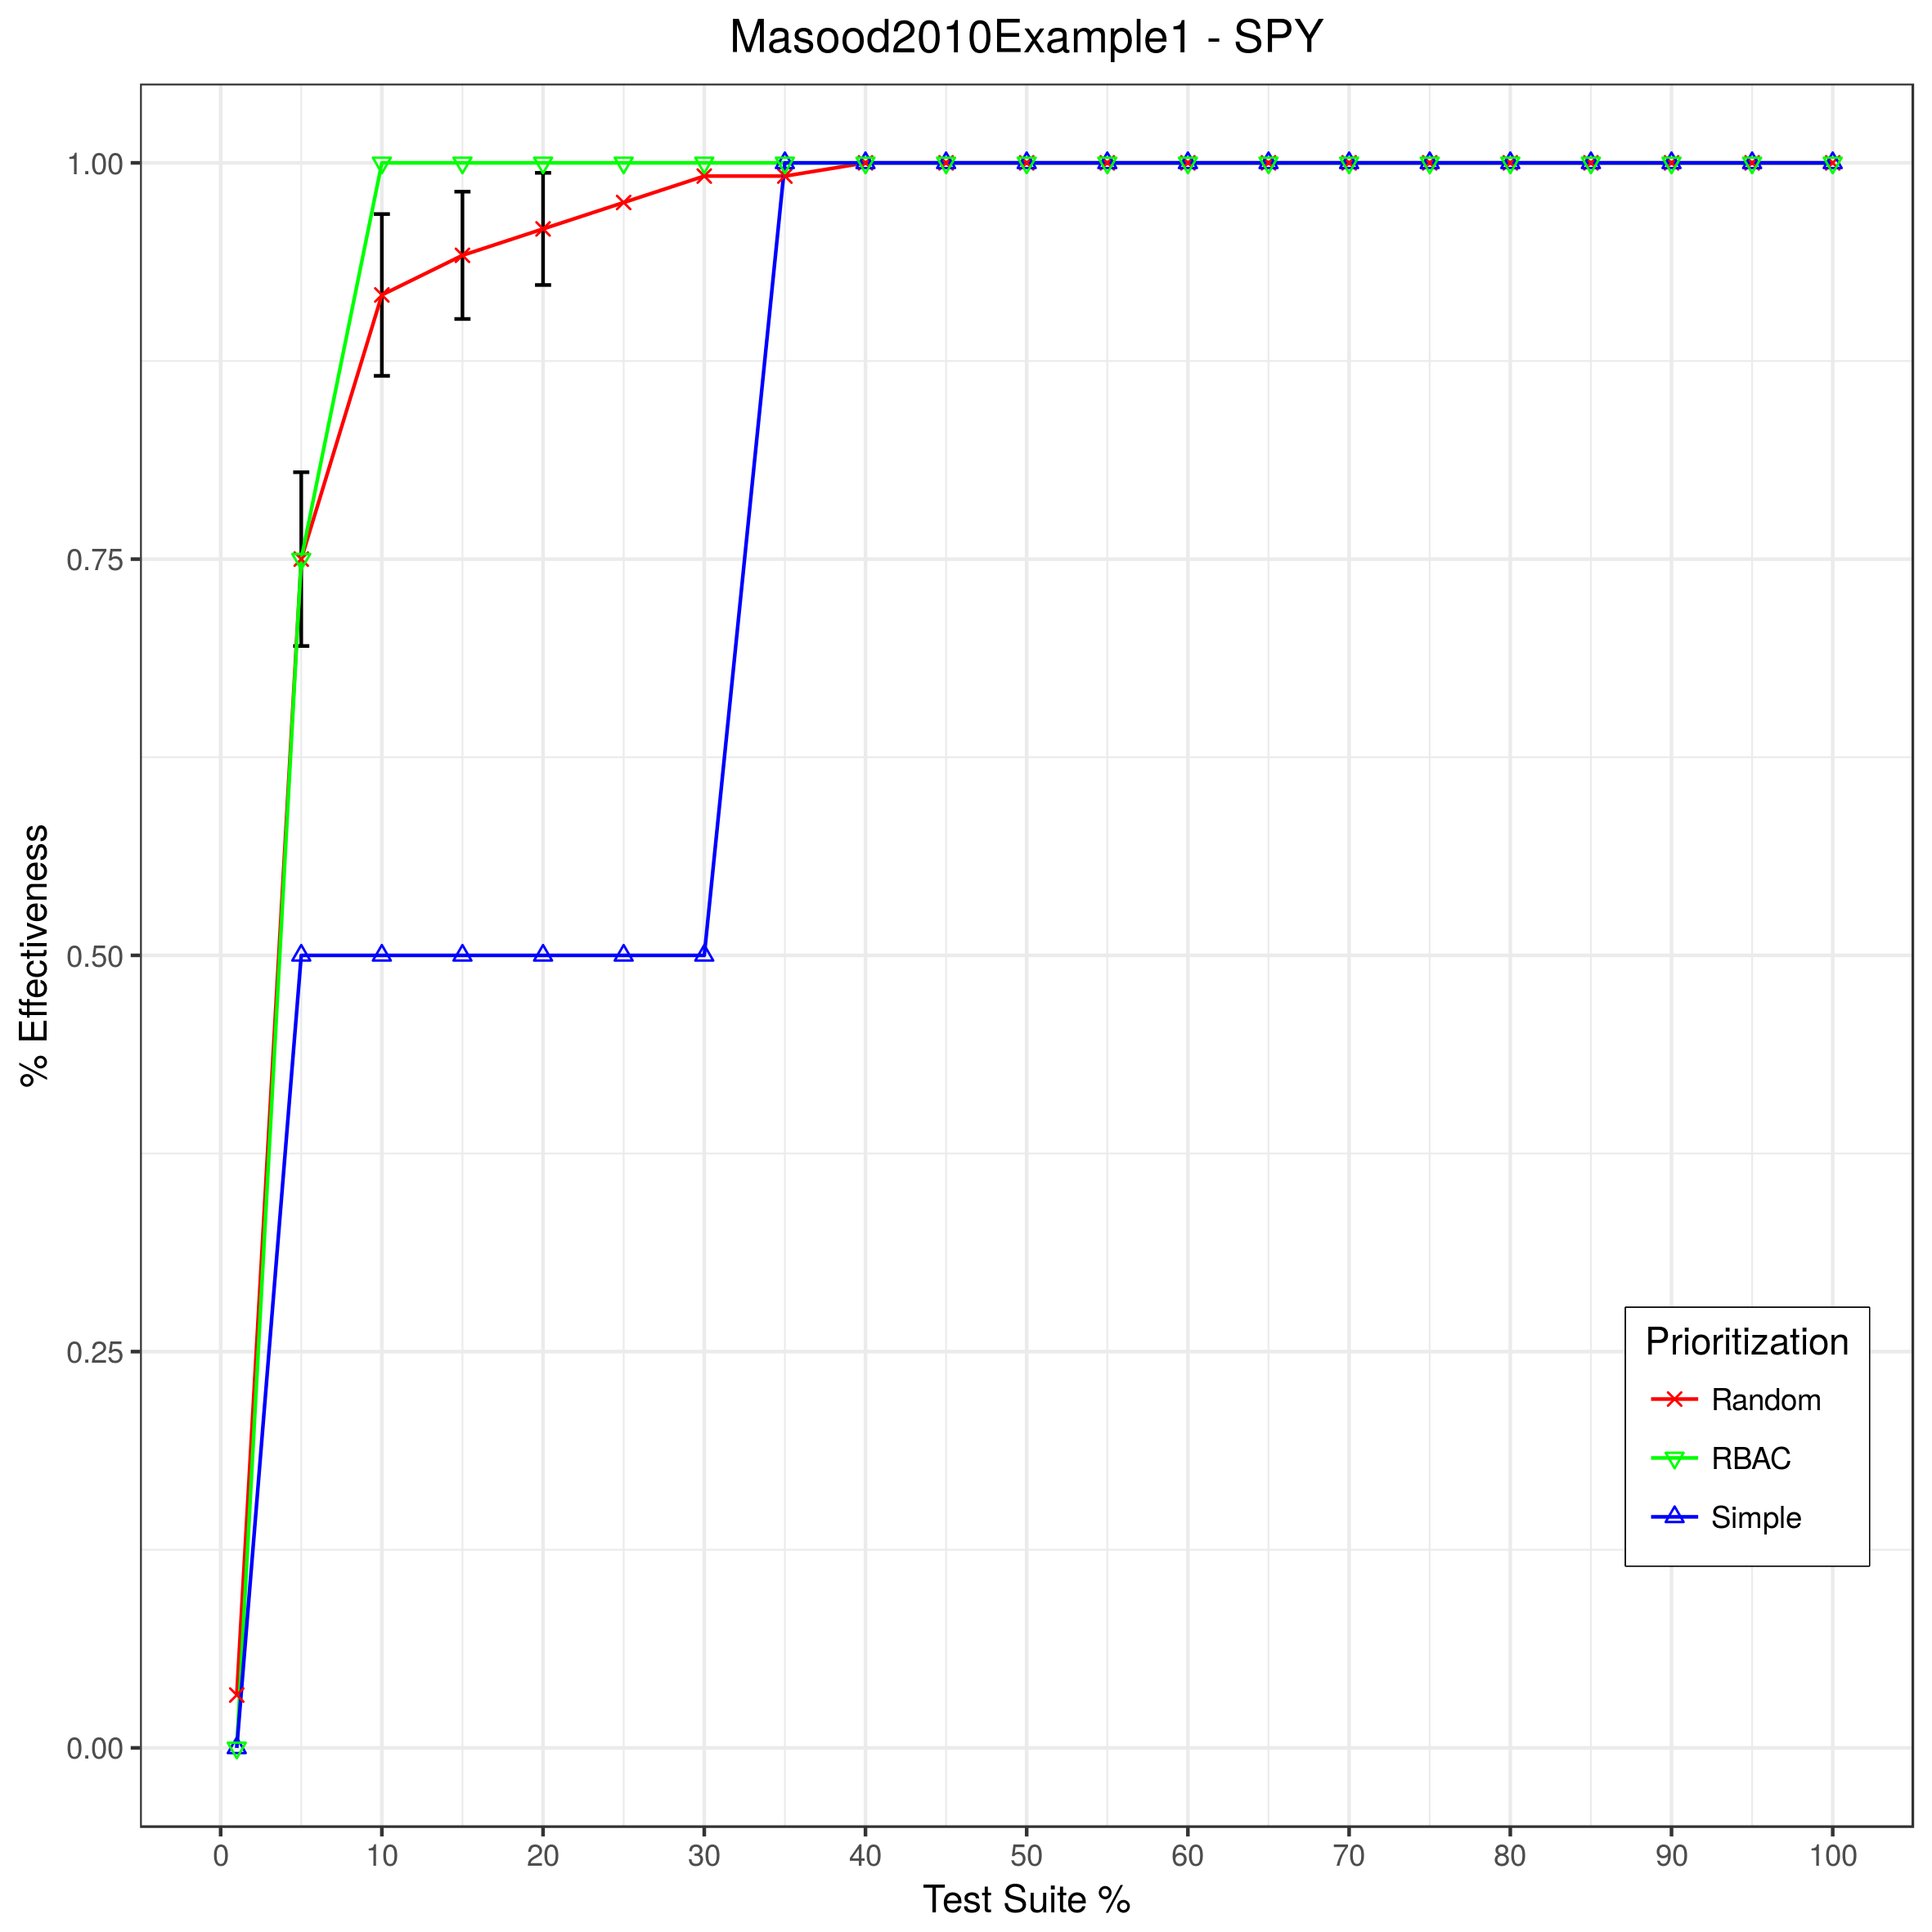 Masood2010Example1 - SPY
% Effectiveness
1.00
0.75
0.50
0.25
0.00
Prioritization
Random
RBAC
Simple
0 10 20 30 40 50 60 70 80 90 100
Test Suite %